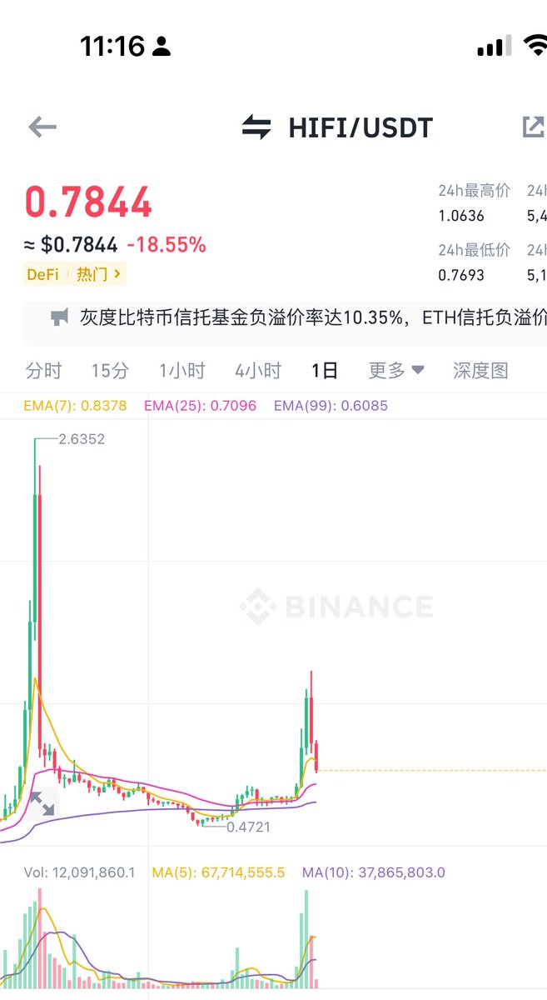 11:16
HIFI/USDT
0.7844
≈ $0.7844 -18.55%
DeFi 热门
24h最高价
1.0636
24h最低价
0.7693
24
5,4
24
5,1
灰度比特币信托基金负溢价率达10.35%，ETH信托负溢价
分时 15分 1小时 4小时 1日 更多 深度图
EMA(7): 0.8378 EMA(25): 0.7096 EMA(99): 0.6085
2.6352
BINANCE
0.4721
Vol: 12,091,860.1 MA(5): 67,714,555.5 MA(10): 37,865,803.0